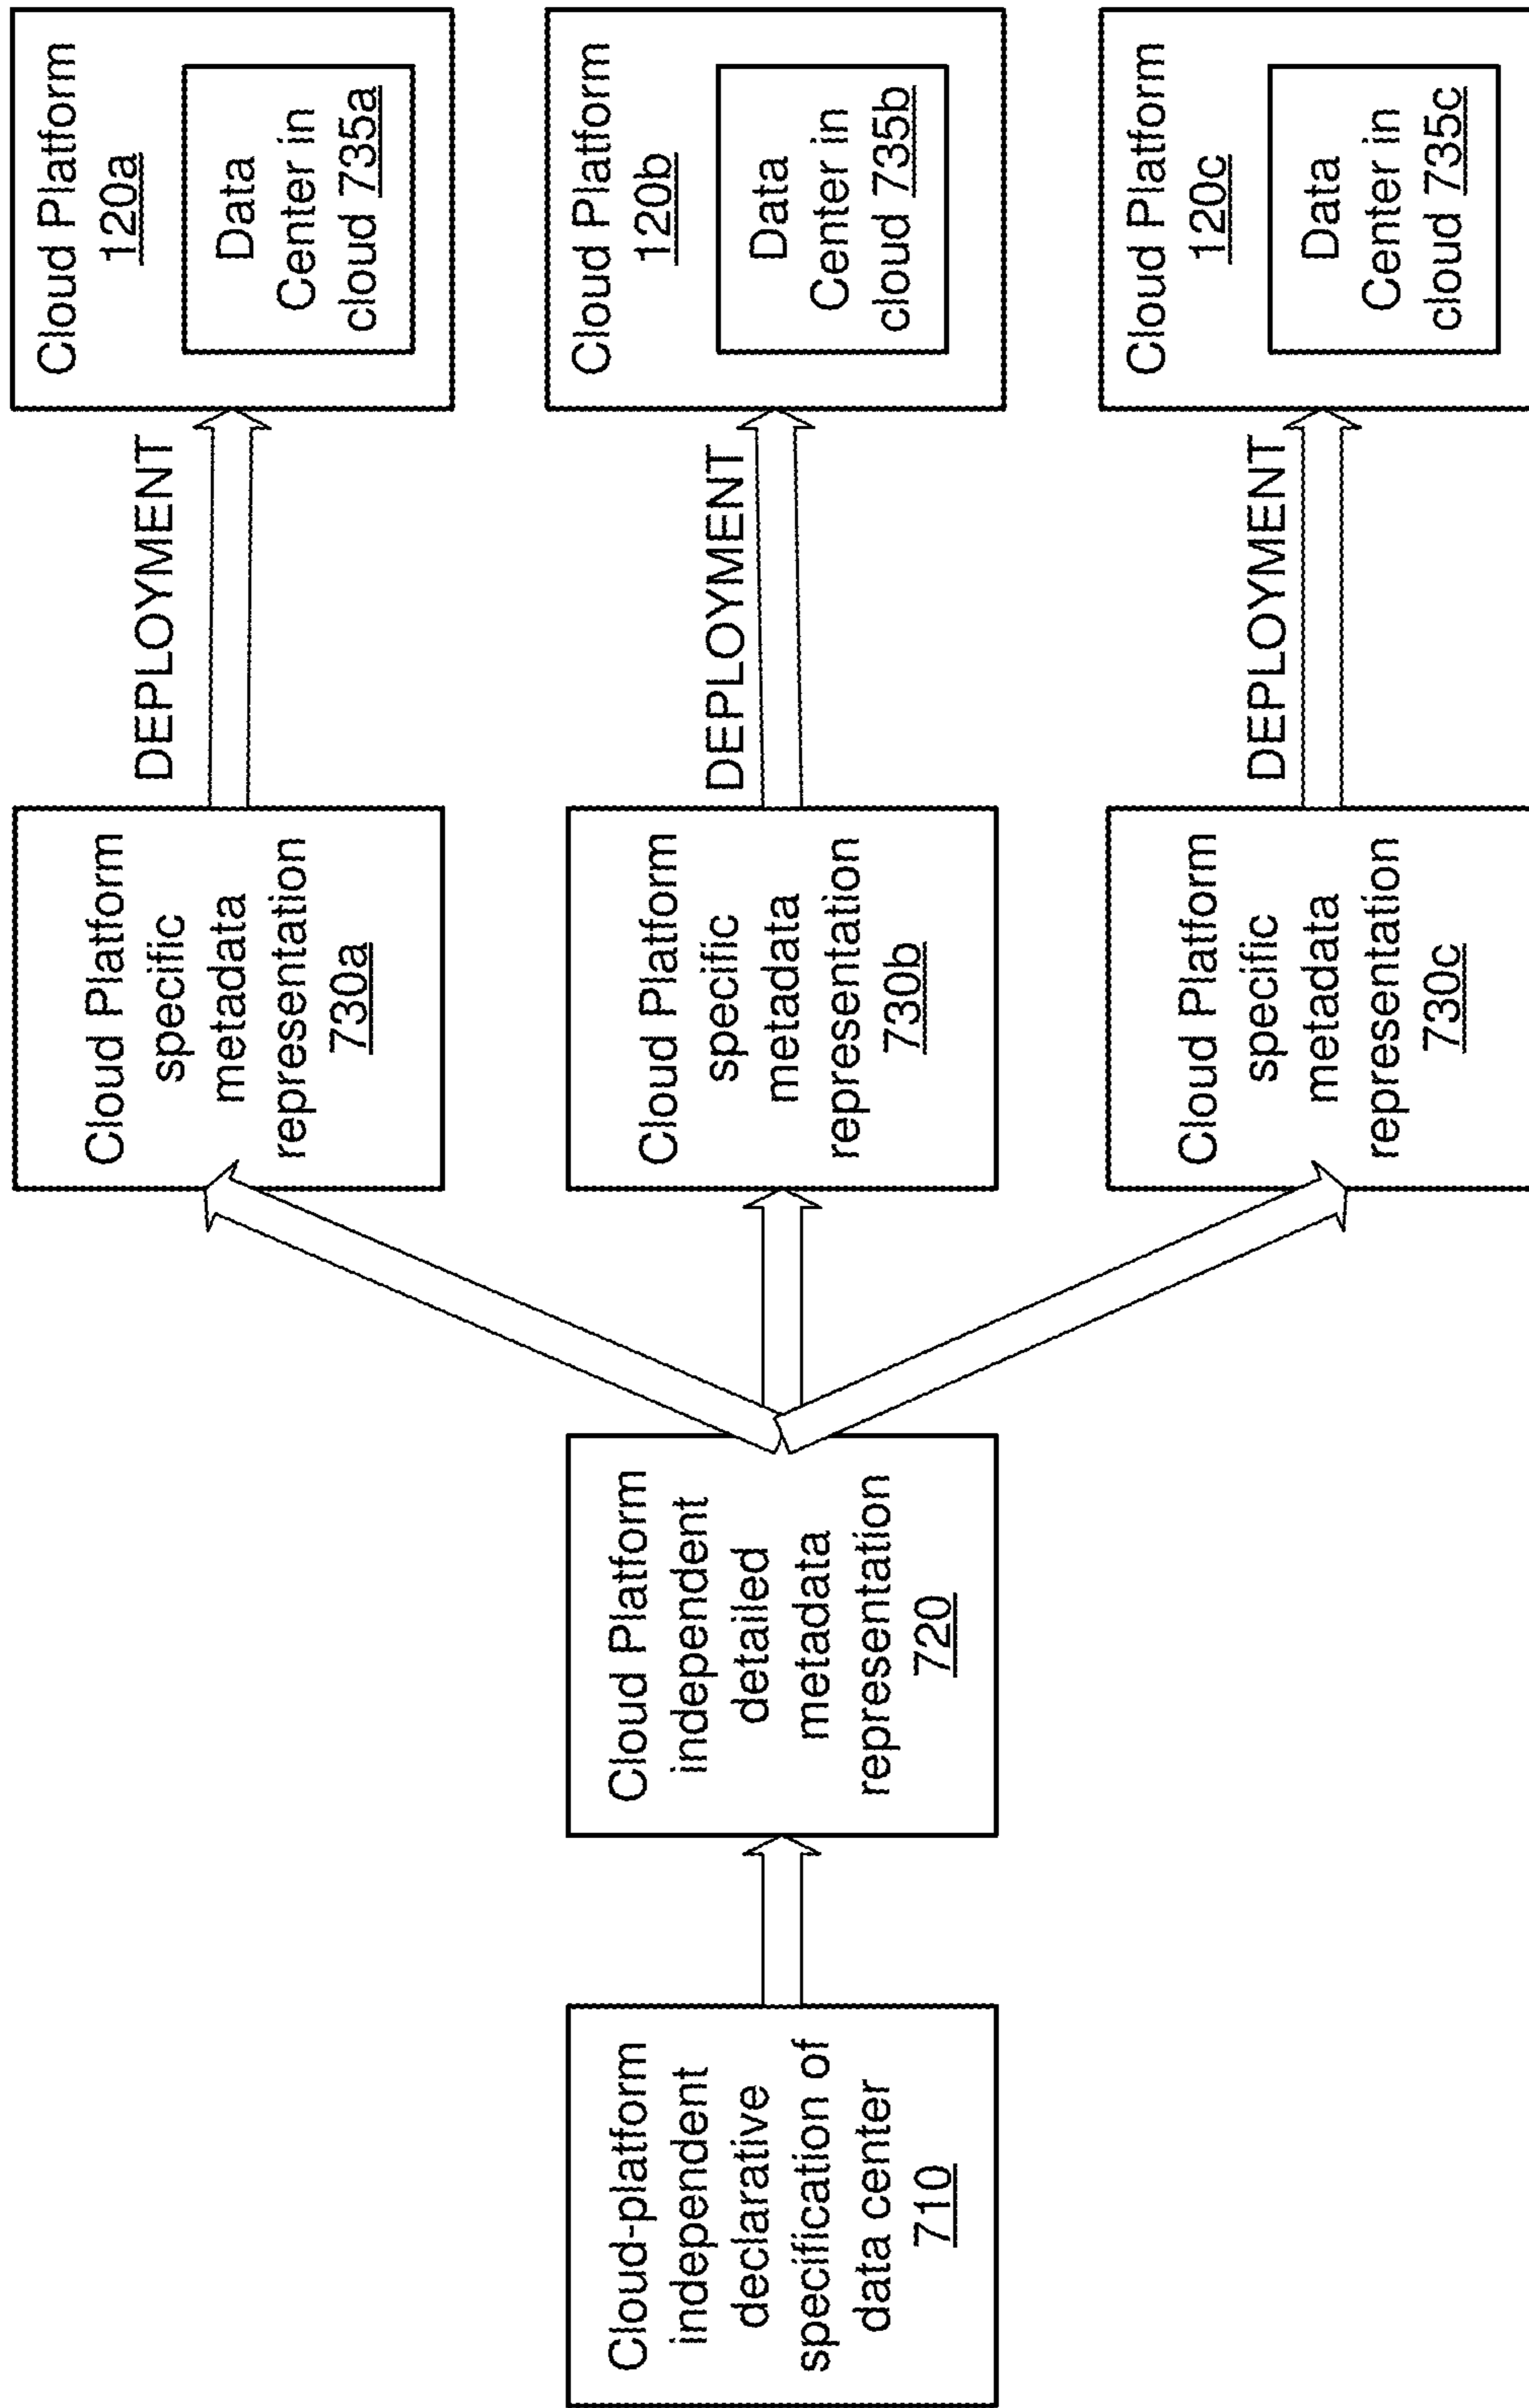 Cloud-platform
independent
declarative
specification of
data center
710
Cloud Platform
independent
detailed
metadata
representation
720
Cloud Platform
specific
metadata
representation
730a
DEPLOYMENT
Cloud Platform
120a
Data
Center in
cloud 735a
Cloud Platform
specific
metadata
representation
730b
DEPLOYMENT
Cloud Platform
120b
Data
Center in
cloud 735b
Cloud Platform
specific
metadata
representation
730c
DEPLOYMENT
Cloud Platform
120c
Data
Center in
cloud 735c